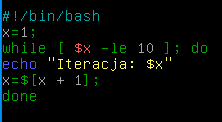 #!/bin/bash
x=1;
while [ $x -le 10 ]; do
echo "Iteracja: $x"
x=$[x + 1];
done